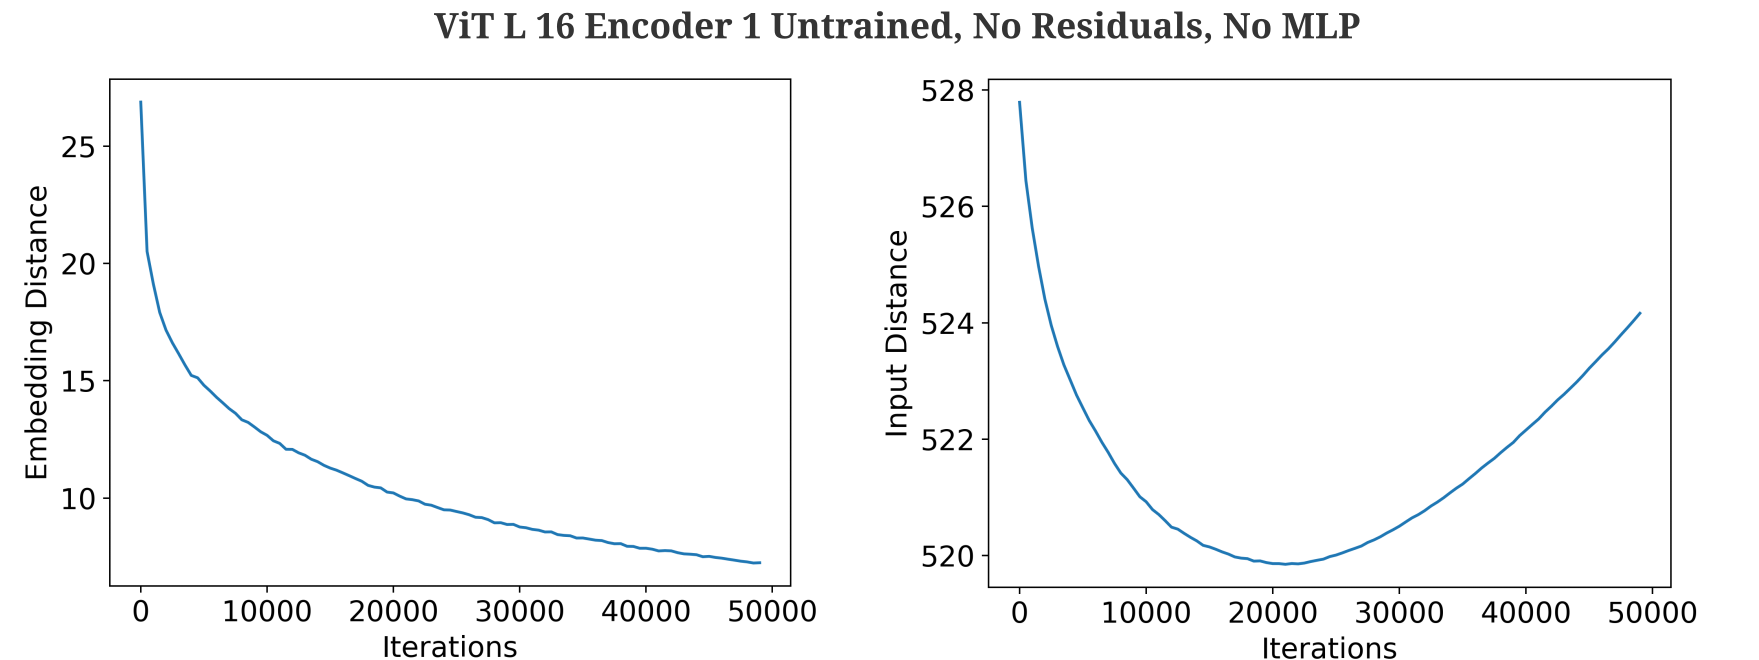 ViT L 16 Encoder 1 Untrained, No Residuals, No MLP
Embedding Distance
25
20
15
10
0 10000 20000 30000 40000 50000
Iterations
Input Distance
528
526
524
522
520
0 10000 20000 30000 40000 50000
Iterations